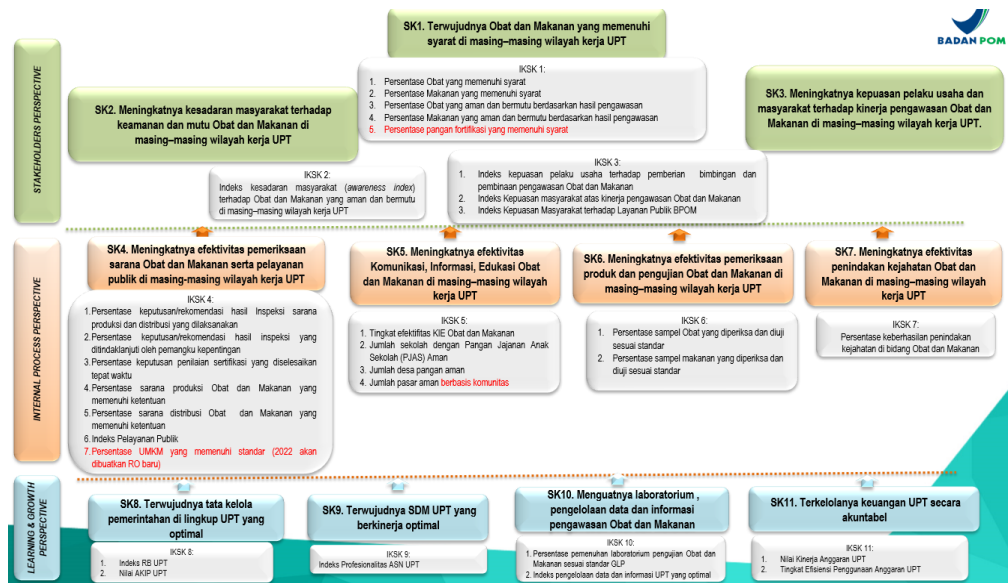 SK1. Terwujudnya Obat dan Makanan yang memenuhi
syarat di masing–masing wilayah kerja UPT
BADAN POM
STAKEHOLDERS PERSPECTIVE
IKSK 1:
1. Persentase Obat yang memenuhi syarat
2. Persentase Makanan yang memenuhi syarat
3. Persentase Obat yang aman dan bermutu berdasarkan hasil pengawasan
4. Persentase Makanan yang aman dan bermutu berdasarkan hasil pengawasan
5. Persentase pangan fortifikasi yang memenuhi syarat
SK2. Meningkatnya kesadaran masyarakat terhadap
keamanan dan mutu Obat dan Makanan di
masing–masing wilayah kerja UPT
SK3. Meningkatnya kepuasan pelaku usaha dan
masyarakat terhadap kinerja pengawasan Obat dan
Makanan di masing–masing wilayah kerja UPT.
IKSK 2:
Indeks kesadaran masyarakat (awareness index)
terhadap Obat dan Makanan yang aman dan bermutu
di masing–masing wilayah kerja UPT
IKSK 3:
1. Indeks kepuasan pelaku usaha terhadap pemberian bimbingan dan
pembinaan pengawasan Obat dan Makanan
2. Indeks Kepuasan masyarakat atas kinerja pengawasan Obat dan Makanan
3. Indeks Kepuasan Masyarakat terhadap Layanan Publik BPOM
INTERNAL PROCESS PERSPECTIVE
SK4. Meningkatnya efektivitas pemeriksaan
sarana Obat dan Makanan serta pelayanan
publik di masing-masing wilayah kerja UPT
IKSK 4:
1.Persentase keputusan/rekomendasi hasil Inspeksi sarana
produksi dan distribusi yang dilaksanakan
2.Persentase keputusan/rekomendasi hasil inspeksi yang
ditindaklanjuti oleh pemangku kepentingan
3.Persentase keputusan penilaian sertifikasi yang diselesaikan
tepat waktu
4.Persentase sarana produksi Obat dan Makanan yang
memenuhi ketentuan
5.Persentase sarana distribusi Obat dan Makanan yang
memenuhi ketentuan
6.Indeks Pelayanan Publik
7.Persentase UMKM yang memenuhi standar (2022 akan
dibuatkan RO baru)
SK5. Meningkatnya efektivitas
Komunikasi, Informasi, Edukasi Obat
dan Makanan di masing–masing wilayah
kerja UPT
IKSK 5:
1. Tingkat efektifitas KIE Obat dan Makanan
2. Jumlah sekolah dengan Pangan Jajanan Anak
Sekolah (PJAS) Aman
3. Jumlah desa pangan aman
4. Jumlah pasar aman berbasis komunitas
SK6. Meningkatnya efektivitas pemeriksaan
produk dan pengujian Obat dan Makanan di
masing–masing wilayah kerja UPT
IKSK 6:
1. Persentase sampel Obat yang diperiksa dan diuji
sesuai standar
2. Persentase sampel makanan yang diperiksa dan
diuji sesuai standar
SK7. Meningkatnya efektivitas
penindakan kejahatan Obat dan
Makanan di masing–masing wilayah
kerja UPT
IKSK 7:
Persentase keberhasilan penindakan
kejahatan di bidang Obat dan Makanan
LEARNING & GROWTH
PERSPECTIVE
SK8. Terwujudnya tata kelola
pemerintahan di lingkup UPT yang
optimal
IKSK 8:
1. Indeks RB UPT
2. Nilai AKIP UPT
SK9. Terwujudnya SDM UPT yang
berkinerja optimal
IKSK 9:
Indeks Profesionalitas ASN UPT
SK10. Menguatnya laboratorium ,
pengelolaan data dan informasi
pengawasan Obat dan Makanan
IKSK 10:
1. Persentase pemenuhan laboratorium pengujian Obat dan
Makanan sesuai standar GLP
2. Indeks pengelolaan data dan informasi UPT yang optimal
SK11. Terkelolanya keuangan UPT secara
akuntabel
IKSK 11:
1. Nilai Kinerja Anggaran UPT
2. Tingkat Efisiensi Penggunaan Anggaran UPT